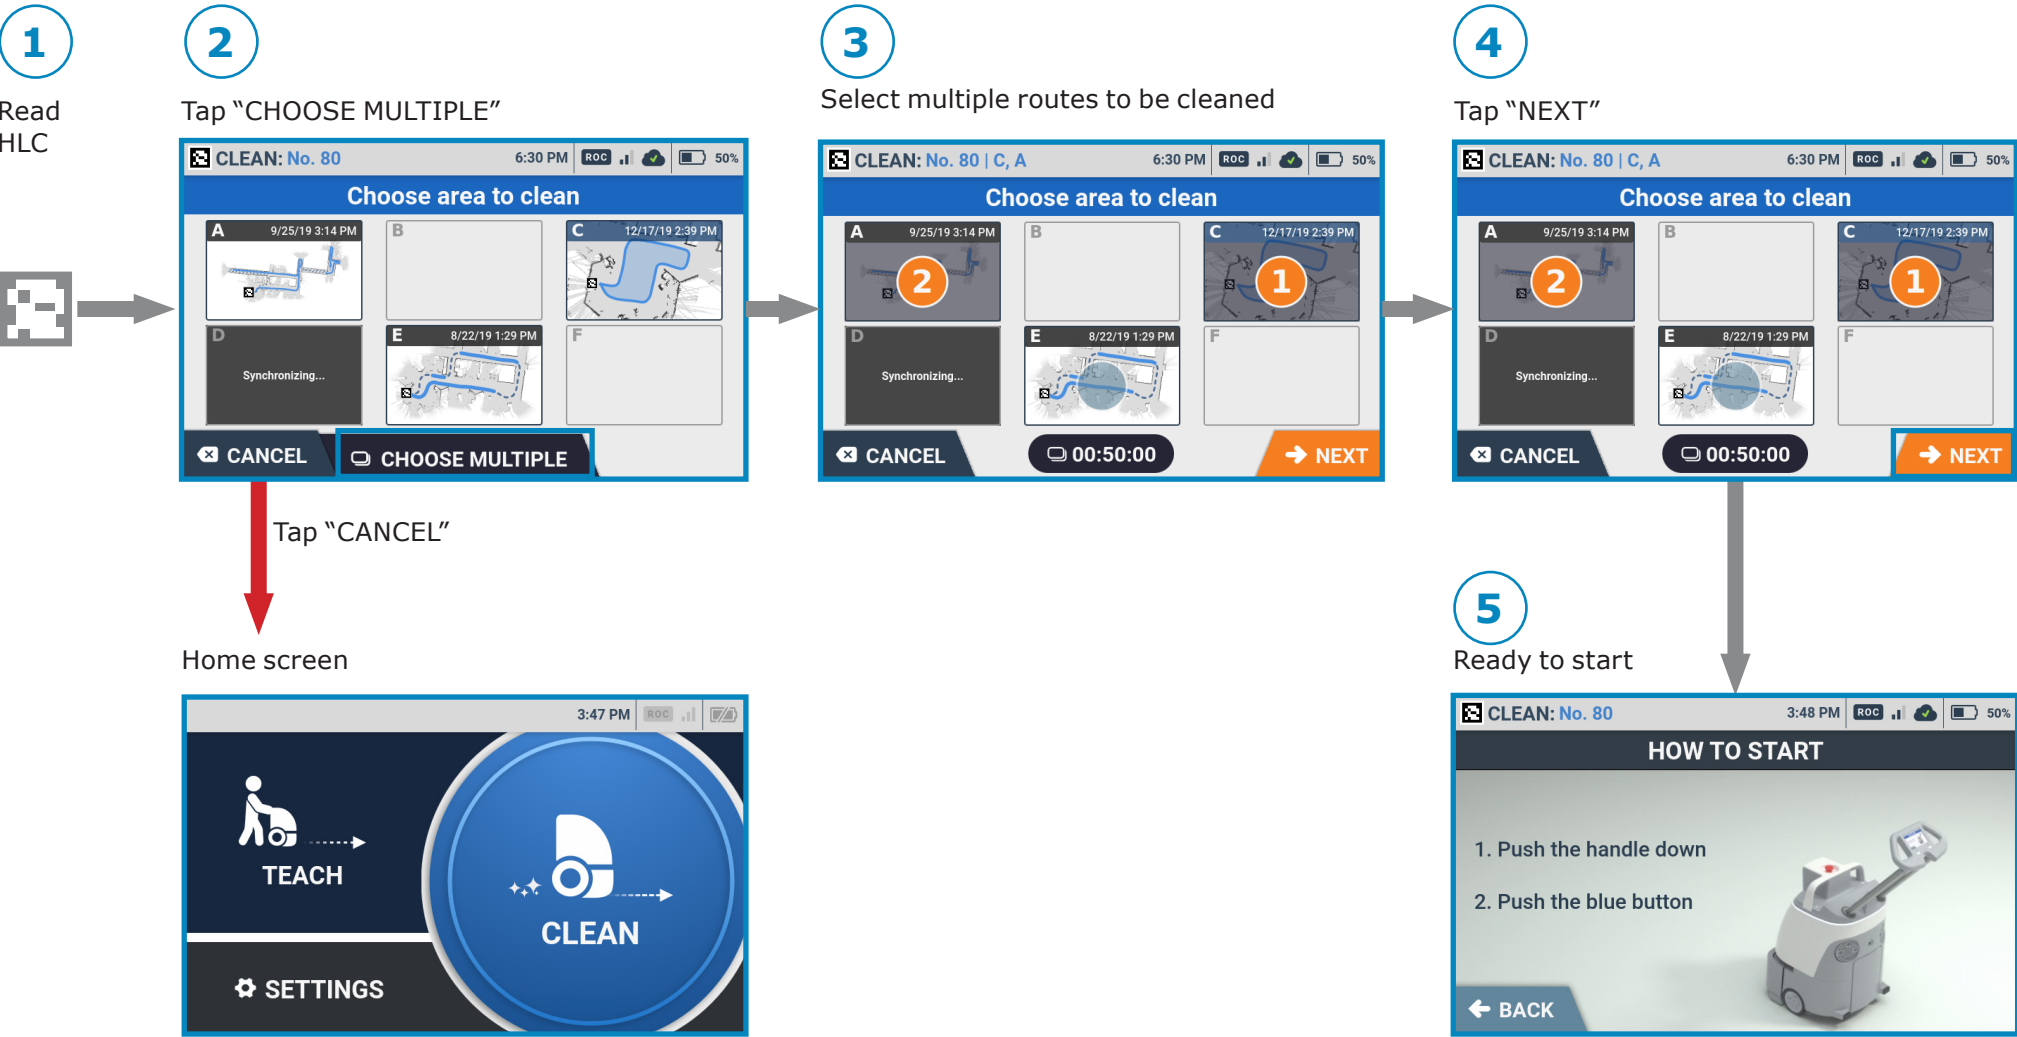 1
Read
HLC
2
Tap “CHOOSE MULTIPLE”
CLEAN: No. 80
6:30 PM
ROC
50%
Choose area to clean
A
9/25/19 3:14 PM
B
C
12/17/19 2:39 PM
D
Synchronizing...
E
8/22/19 1:29 PM
F
CANCEL
CHOOSE MULTIPLE
3
Select multiple routes to be cleaned
CLEAN: No. 80 | C, A
6:30 PM
ROC
50%
Choose area to clean
A
9/25/19 3:14 PM
2
B
C
12/17/19 2:39 PM
1
D
Synchronizing...
E
8/22/19 1:29 PM
F
CANCEL
00:50:00
NEXT
4
Tap “NEXT”
CLEAN: No. 80 | C, A
6:30 PM
ROC
50%
Choose area to clean
A
9/25/19 3:14 PM
2
B
C
12/17/19 2:39 PM
1
D
Synchronizing...
E
8/22/19 1:29 PM
F
CANCEL
00:50:00
NEXT
Tap “CANCEL”
Home screen
3:47 PM
ROC
TEACH
CLEAN
SETTINGS
5
Ready to start
CLEAN: No. 80
3:48 PM
ROC
50%
HOW TO START
1. Push the handle down
2. Push the blue button
BACK